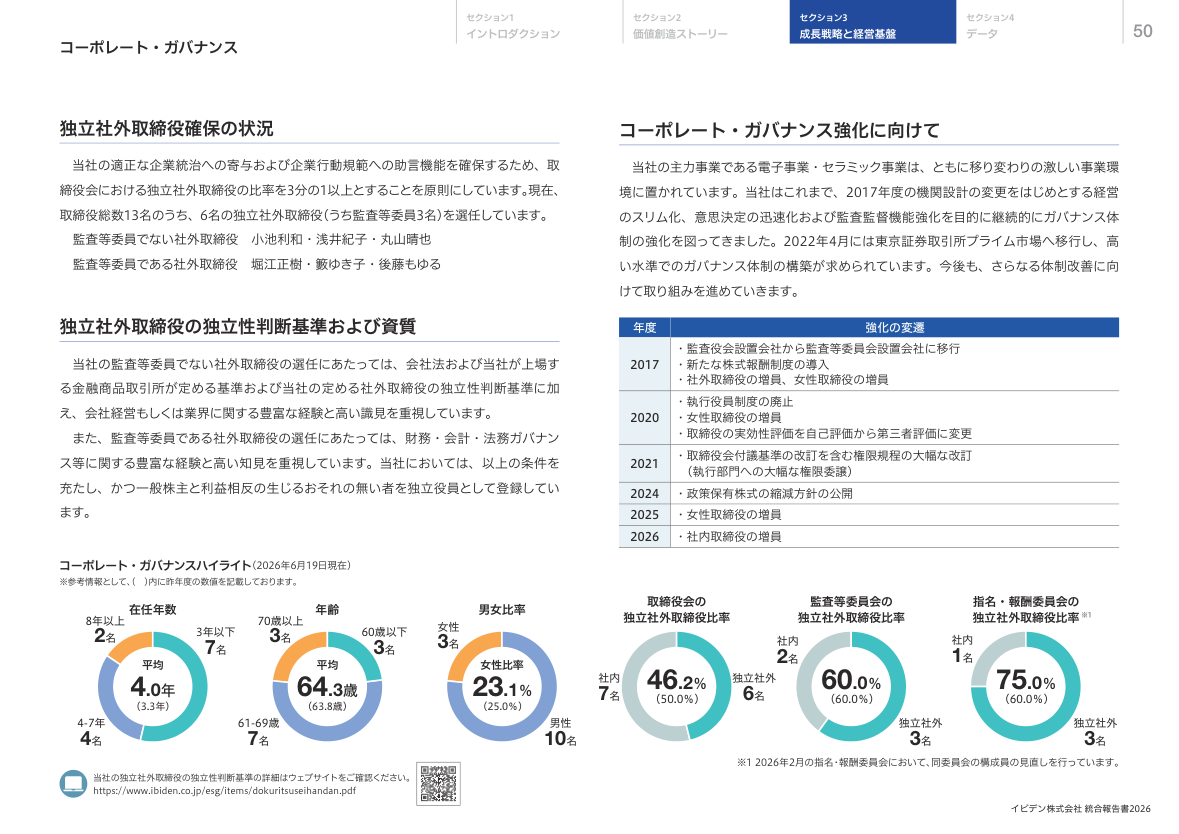 コーポレート・ガバナンス
セクション1
イントロダクション
セクション2
価値創造ストーリー
セクション3
成長戦略と経営基盤
セクション4
データ
50
独立社外取締役確保の状況
当社の適正な企業統治への寄与および企業行動規範への助言機能を確保するため、取
締役会における独立社外取締役の比率を3分の1以上とすることを原則にしています。現在、
取締役総数13名のうち、6名の独立社外取締役(うち監査等委員3名)を選任しています。
監査等委員でない社外取締役　小池利和・浅井紀子・丸山晴也
監査等委員である社外取締役　堀江正樹・籔ゆき子・後藤もゆる
独立社外取締役の独立性判断基準および資質
当社の監査等委員でない社外取締役の選任にあたっては、会社法および当社が上場す
る金融商品取引所が定める基準および当社の定める社外取締役の独立性判断基準に加
え、会社経営もしくは業界に関する豊富な経験と高い識見を重視しています。
また、監査等委員である社外取締役の選任にあたっては、財務・会計・法務ガバナン
ス等に関する豊富な経験と高い知見を重視しています。当社においては、以上の条件を
充たし、かつ一般株主と利益相反の生じるおそれの無い者を独立役員として登録してい
ます。
コーポレート・ガバナンス強化に向けて
当社の主力事業である電子事業・セラミック事業は、ともに移り変わりの激しい事業環
境に置かれています。当社はこれまで、2017年度の機関設計の変更をはじめとする経営
のスリム化、意思決定の迅速化および監査監督機能強化を目的に継続的にガバナンス体
制の強化を図ってきました。2022年4月には東京証券取引所プライム市場へ移行し、高
い水準でのガバナンス体制の構築が求められています。今後も、さらなる体制改善に向
けて取り組みを進めていきます。
年度 強化の変遷
2017
・監査役会設置会社から監査等委員会設置会社に移行
・新たな株式報酬制度の導入
・社外取締役の増員、女性取締役の増員
2020
・執行役員制度の廃止
・女性取締役の増員
・取締役の実効性評価を自己評価から第三者評価に変更
2021
・取締役会付議基準の改訂を含む権限規程の大幅な改訂
(執行部門への大幅な権限委譲)
2024 ・政策保有株式の縮減方針の公開
2025 ・女性取締役の増員
2026 ・社内取締役の増員
コーポレート・ガバナンスハイライト(2026年6月19日現在)
※参考情報として、(　)内に昨年度の数値を記載しております。
在任年数
8年以上
2名
3年以下
7名
平均
4.0年
(3.3年)
4-7年
4名
年齢
70歳以上
3名
60歳以下
3名
平均
64.3歳
(63.8歳)
61-69歳
7名
男女比率
女性
3名
女性比率
23.1%
(25.0%)
男性
10名
取締役会の
独立社外取締役比率
社内
7名
46.2%
(50.0%)
独立社外
6名
監査等委員会の
独立社外取締役比率
社内
2名
60.0%
(60.0%)
独立社外
3名
指名・報酬委員会の
独立社外取締役比率※1
社内
1名
75.0%
(60.0%)
独立社外
3名
※1 2026年2月の指名・報酬委員会において、同委員会の構成員の見直しを行っています。
当社の独立社外取締役の独立性判断基準の詳細はウェブサイトをご確認ください。
https://www.ibiden.co.jp/esg/items/dokuritsuseihandan.pdf
イビデン株式会社 統合報告書2026